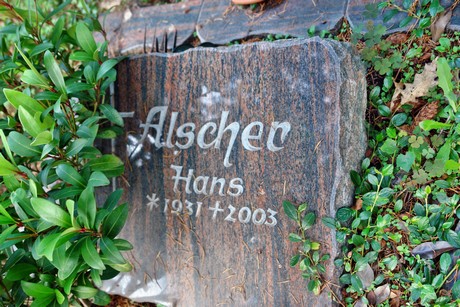 Alscher
Hans
* 1931 † 2003